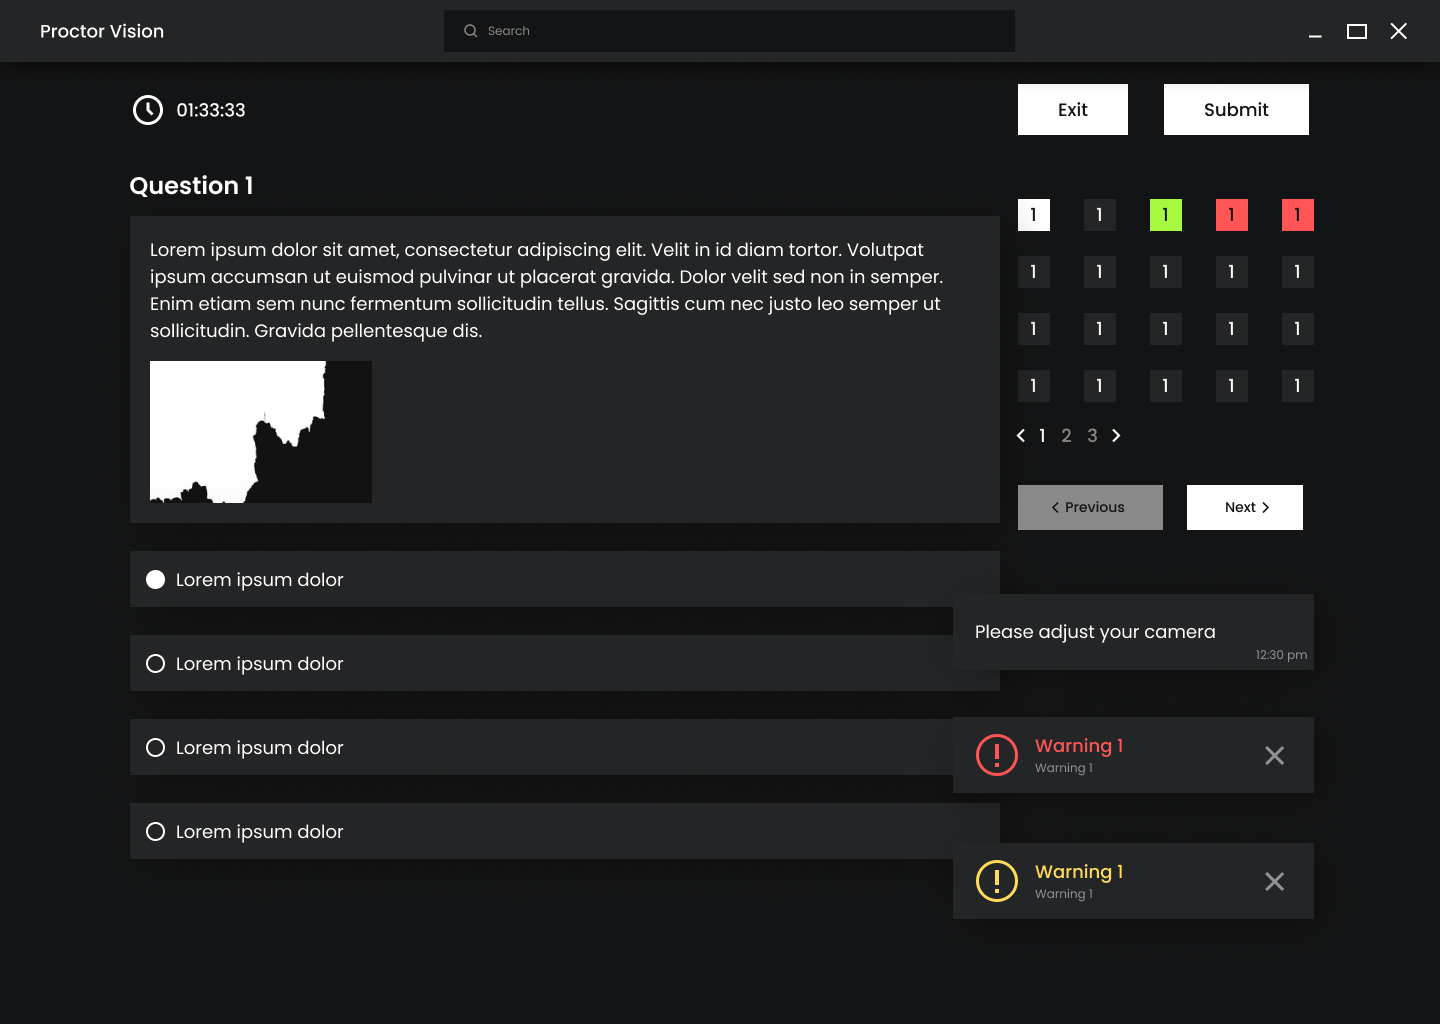 Proctor Vision
Search
01:33:33
Exit
Submit
Question 1
Lorem ipsum dolor sit amet, consectetur adipiscing elit. Velit in id diam tortor. Volutpat
ipsum accumsan ut euismod pulvinar ut placerat gravida. Dolor velit sed non in semper.
Enim etiam sem nunc fermentum sollicitudin tellus. Sagittis cum nec justo leo semper ut
sollicitudin. Gravida pellentesque dis.
1 1 1 1 1
1 1 1 1 1
1 1 1 1 1
1 1 1 1 1
1 2 3
Previous
Next
Lorem ipsum dolor
Lorem ipsum dolor
Lorem ipsum dolor
Lorem ipsum dolor
Please adjust your camera
12:30 pm
Warning 1
Warning 1
Warning 1
Warning 1